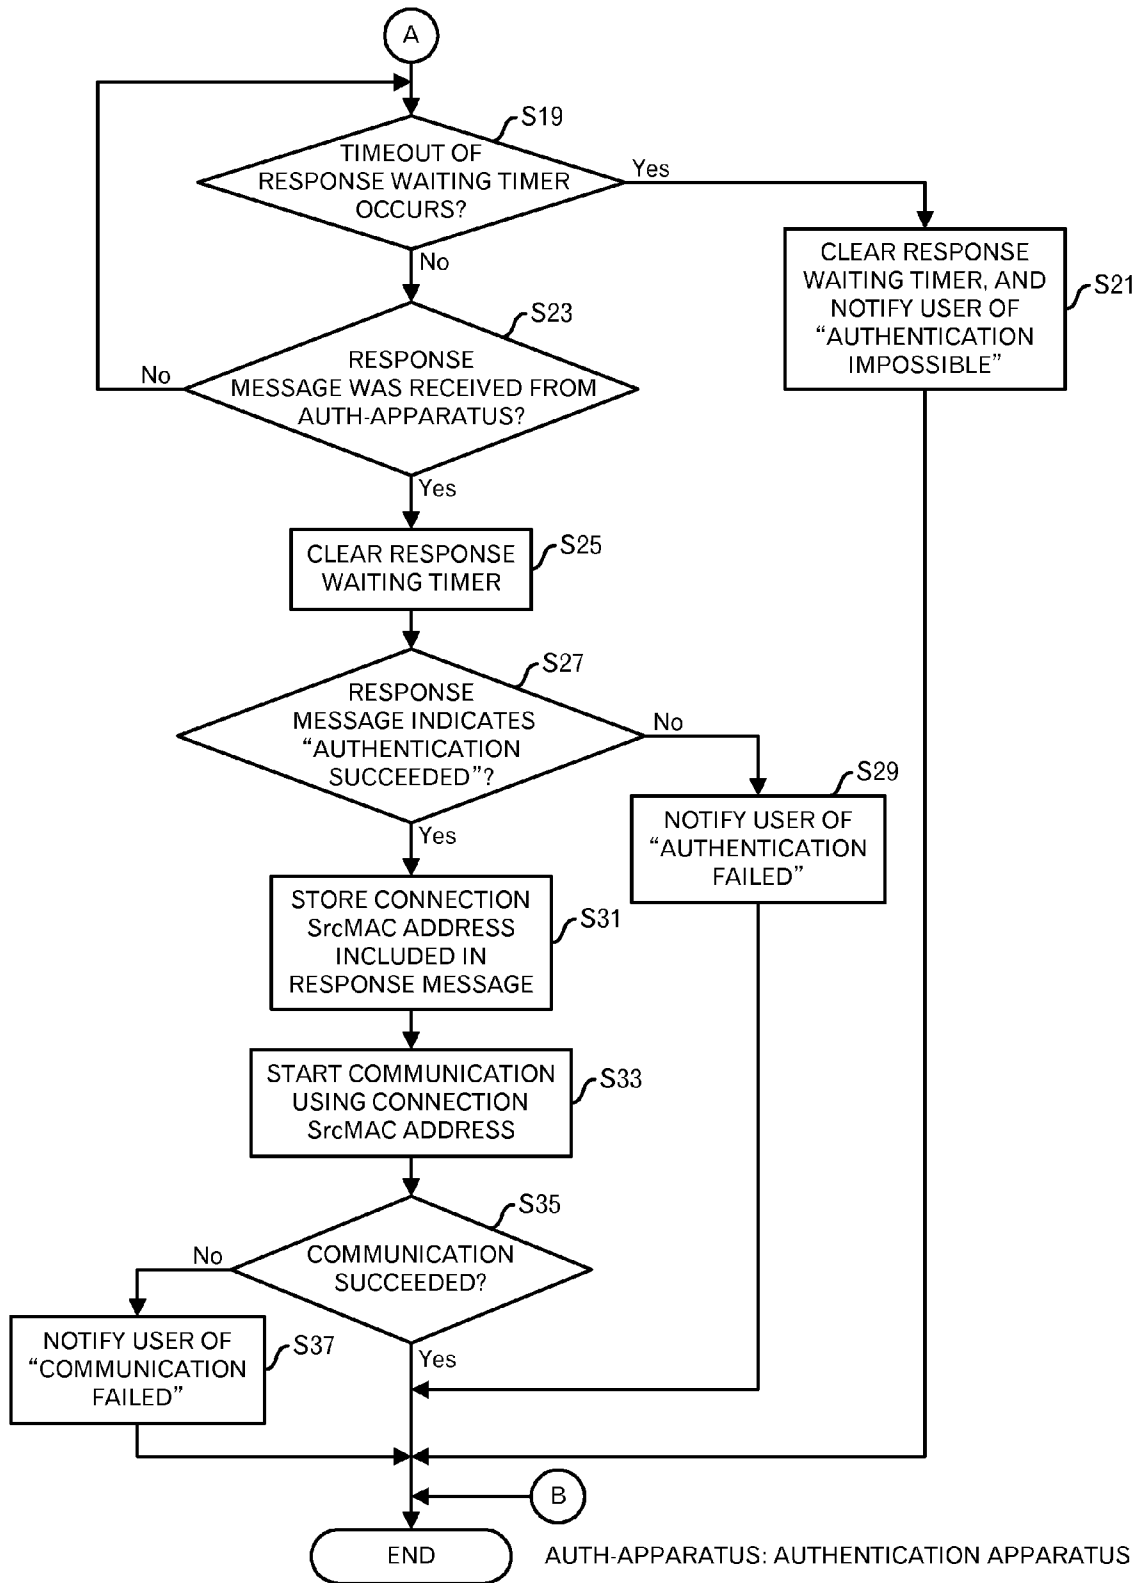 A
S19
TIMEOUT OF
RESPONSE WAITING TIMER
OCCURS?
Yes
No
CLEAR RESPONSE
WAITING TIMER, AND
NOTIFY USER OF
“AUTHENTICATION
IMPOSSIBLE”
S21
S23
RESPONSE
MESSAGE WAS RECEIVED FROM
AUTH-APPARATUS?
No
Yes
CLEAR RESPONSE
WAITING TIMER
S25
S27
RESPONSE
MESSAGE INDICATES
“AUTHENTICATION
SUCCEEDED”?
No
Yes
S29
NOTIFY USER OF
“AUTHENTICATION
FAILED”
STORE CONNECTION
SrcMAC ADDRESS
INCLUDED IN
RESPONSE MESSAGE
S31
START COMMUNICATION
USING CONNECTION
SrcMAC ADDRESS
S33
S35
COMMUNICATION
SUCCEEDED?
No
Yes
NOTIFY USER OF
“COMMUNICATION
FAILED”
S37
B
END
AUTH-APPARATUS: AUTHENTICATION APPARATUS